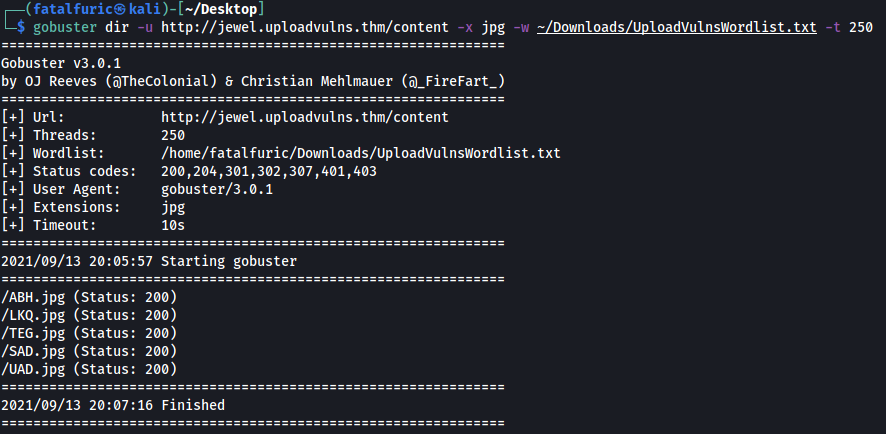 (fatalfuric㉿kali)-[~/Desktop]
$ gobuster dir -u http://jewel.uploadvulns.thm/content -x jpg -w ~/Downloads/UploadVulnsWordlist.txt -t 250
===============================================================
Gobuster v3.0.1
by OJ Reeves (@TheColonial) & Christian Mehlmauer (@_FireFart_)
===============================================================
[+] Url:            http://jewel.uploadvulns.thm/content
[+] Threads:        250
[+] Wordlist:       /home/fatalfuric/Downloads/UploadVulnsWordlist.txt
[+] Status codes:   200,204,301,302,307,401,403
[+] User Agent:     gobuster/3.0.1
[+] Extensions:     jpg
[+] Timeout:        10s
===============================================================
2021/09/13 20:05:57 Starting gobuster
===============================================================
/ABH.jpg (Status: 200)
/LKQ.jpg (Status: 200)
/TEG.jpg (Status: 200)
/SAD.jpg (Status: 200)
/UAD.jpg (Status: 200)
===============================================================
2021/09/13 20:07:16 Finished
===============================================================